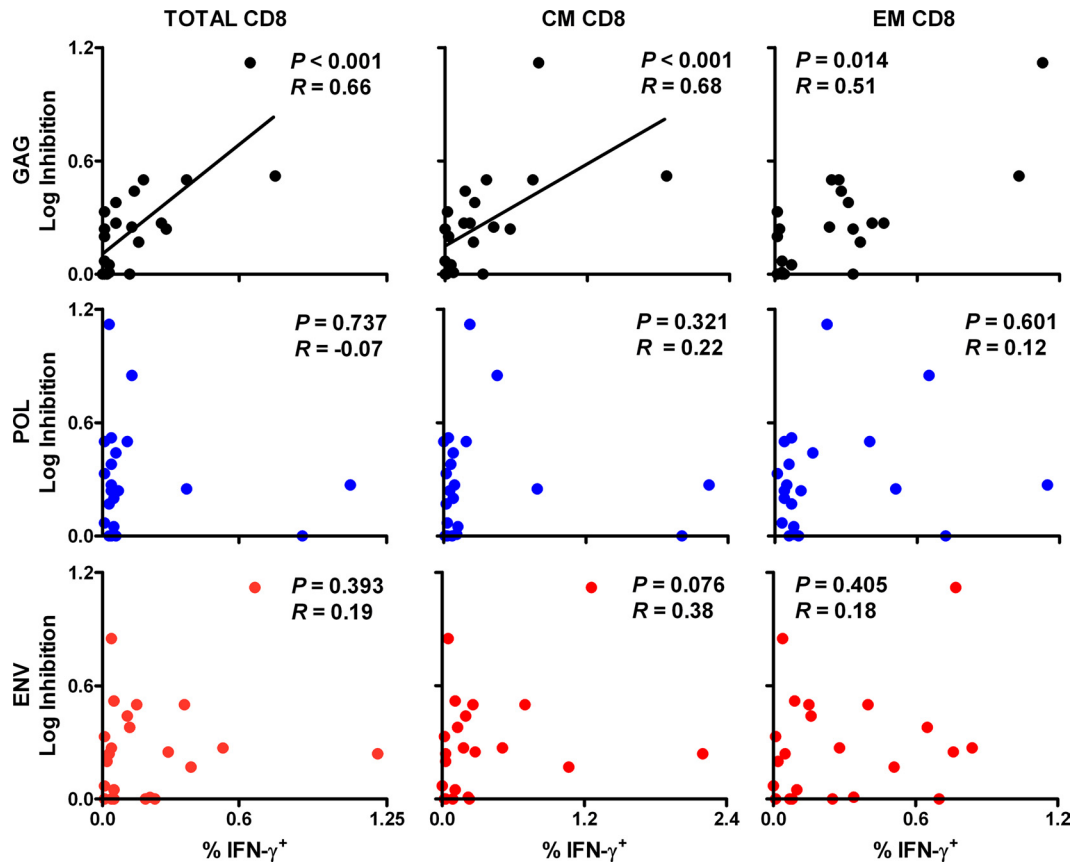 TOTAL CD8
CM CD8
EM CD8
GAG
Log Inhibition
1.2
0.6
0.0
P < 0.001
R = 0.66
P < 0.001
R = 0.68
P = 0.014
R = 0.51
POL
Log Inhibition
1.2
0.6
0.0
P = 0.737
R = -0.07
P = 0.321
R = 0.22
P = 0.601
R = 0.12
ENV
Log Inhibition
1.2
0.6
0.0
P = 0.393
R = 0.19
P = 0.076
R = 0.38
P = 0.405
R = 0.18
0.0 0.6 1.25
0.0 1.2 2.4
0.0 0.6 1.2
% IFN-γ⁺
% IFN-γ⁺
% IFN-γ⁺